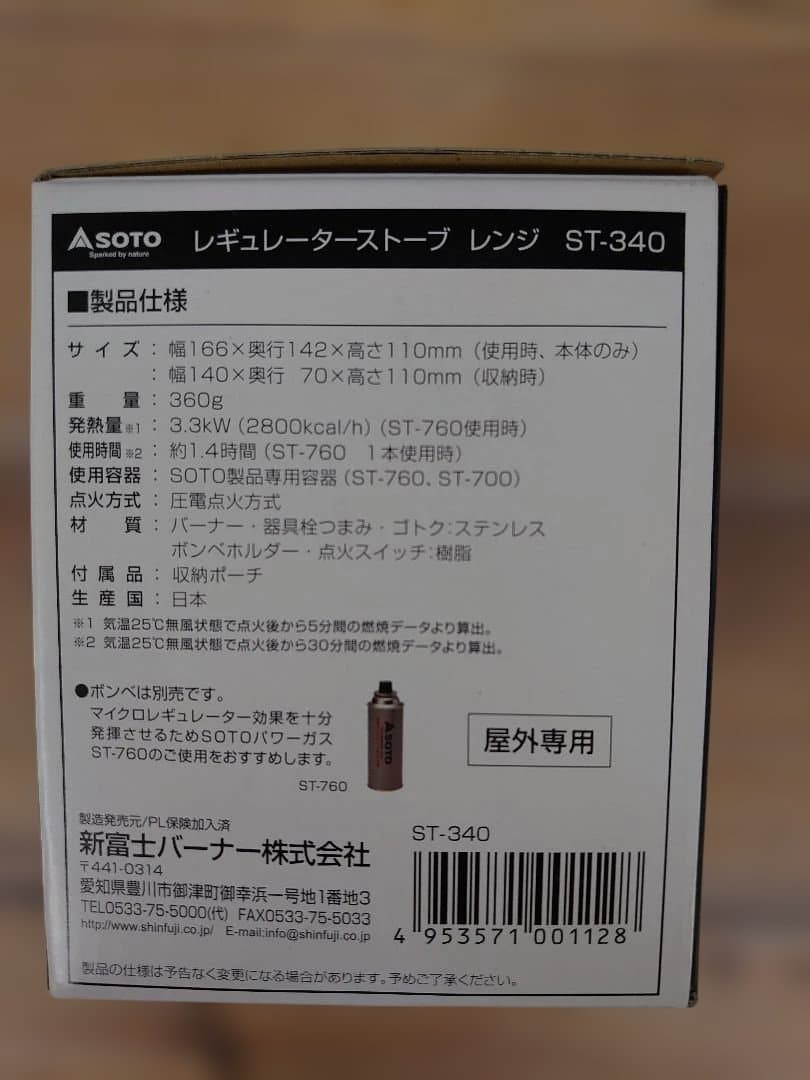 SOTO レギュレーターストーブ レンジ ST-340
Sparked by nature
■製品仕様
サイズ：幅166×奥行142×高さ110mm（使用時、本体のみ）
：幅140×奥行 70×高さ110mm（収納時）
重量：360g
発熱量※1：3.3kW（2800kcal/h）（ST-760使用時）
使用時間※2：約1.4時間（ST-760 1本使用時）
使用容器：SOTO製品専用容器（ST-760、ST-700）
点火方式：圧電点火方式
材質：バーナー・器具栓つまみ・ゴトク：ステンレス
ボンベホルダー・点火スイッチ：樹脂
付属品：収納ポーチ
生産国：日本
※1 気温25℃無風状態で点火後から5分間の燃焼データより算出。
※2 気温25℃無風状態で点火後から30分間の燃焼データより算出。
●ボンベは別売です。
マイクロレギュレーター効果を十分
発揮させるためSOTOパワーガス
ST-760のご使用をおすすめします。
SOTO
ST-760
屋外専用
製造発売元/PL保険加入済
新富士バーナー株式会社
〒441-0314
愛知県豊川市御津町御幸浜一号地1番地3
TEL0533-75-5000(代) FAX0533-75-5033
http://www.shinfuji.co.jp/ E-mail:info@shinfuji.co.jp
ST-340
4 953571 001128
製品の仕様は予告なく変更になる場合があります。予めご了承ください。